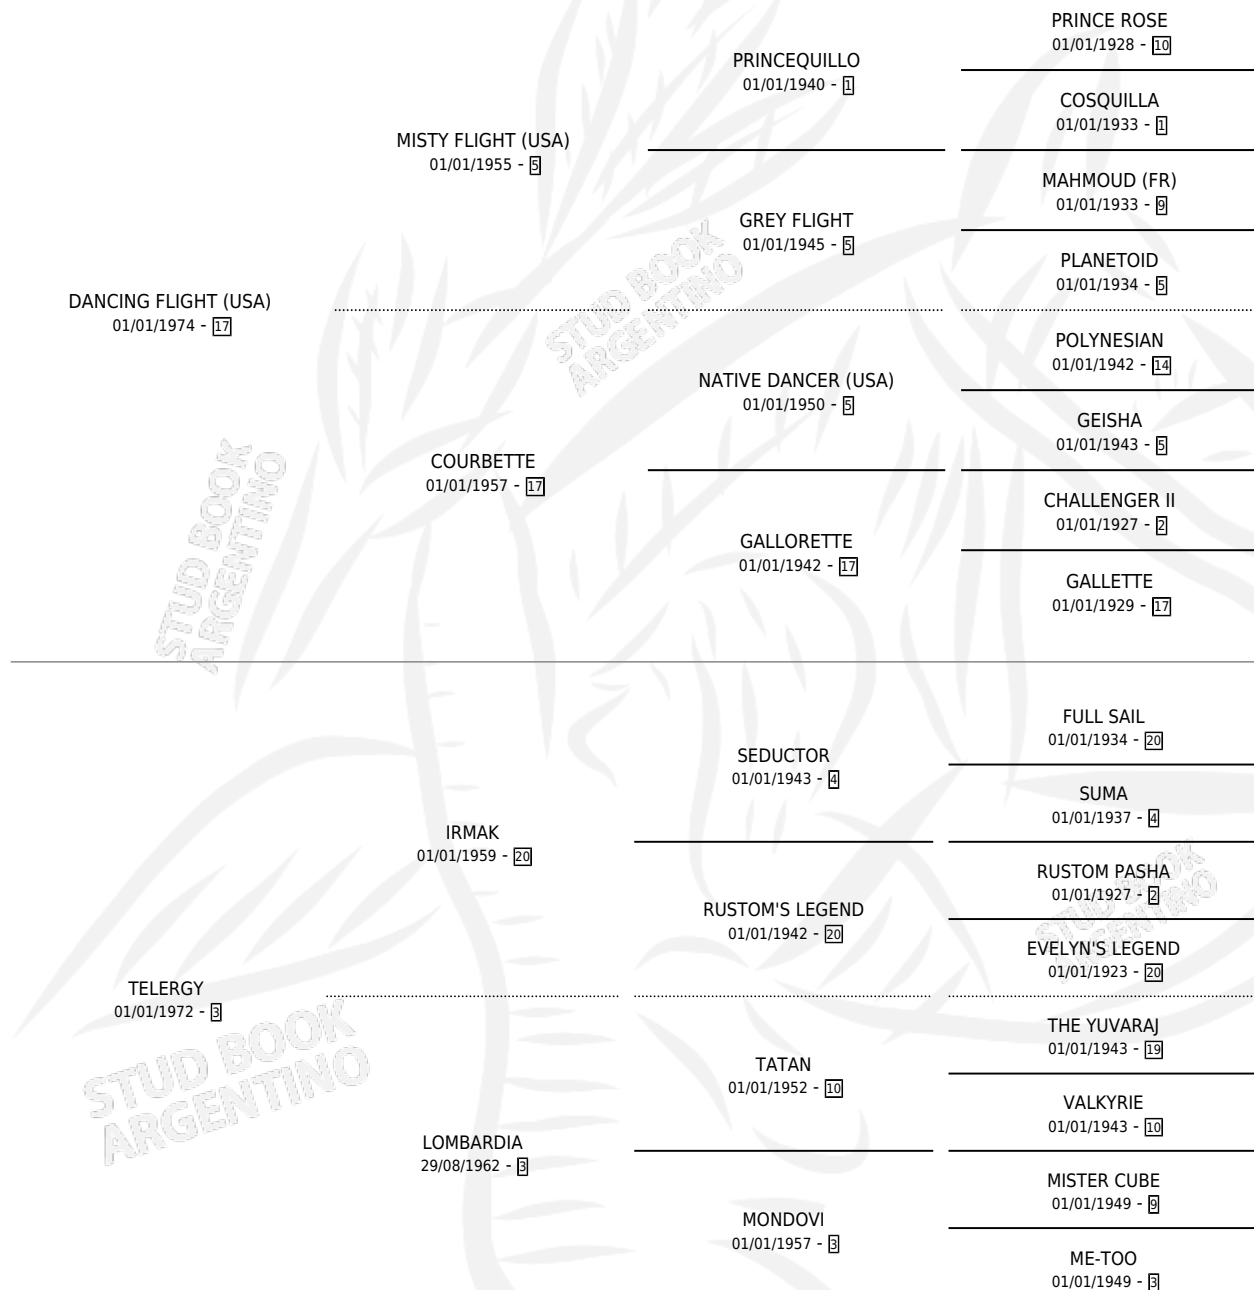 PRINCE ROSE
01/01/1928 - 10
PRINCEQUILLO
01/01/1940 - 1
COSQUILLA
01/01/1933 - 1
MISTY FLIGHT (USA)
01/01/1955 - 5
MAHMOUD (FR)
01/01/1933 - 9
GREY FLIGHT
01/01/1945 - 5
PLANETOID
01/01/1934 - 5
DANCING FLIGHT (USA)
01/01/1974 - 17
STUD BOOK
ARGENTINO
POLYNESIAN
01/01/1942 - 14
NATIVE DANCER (USA)
01/01/1950 - 5
GEISHA
01/01/1943 - 5
COURBETTE
01/01/1957 - 17
CHALLENGER II
01/01/1927 - 2
GALLORETTE
01/01/1942 - 17
GALLETTE
01/01/1929 - 17
STUD BOOK
ARGENTINO
FULL SAIL
01/01/1934 - 20
SEDUCTOR
01/01/1943 - 4
SUMA
01/01/1937 - 4
IRMAK
01/01/1959 - 20
RUSTOM PASHA
01/01/1927 - 2
RUSTOM'S LEGEND
01/01/1942 - 20
STUD BOOK
ARGENTINO
EVELYN'S LEGEND
01/01/1923 - 20
TELERGY
01/01/1972 - 3
THE YUVARAJ
01/01/1943 - 19
TATAN
01/01/1952 - 10
VALKYRIE
01/01/1943 - 10
STUD BOOK
ARGENTINO
LOMBARDIA
29/08/1962 - 3
MISTER CUBE
01/01/1949 - 9
MONDOVI
01/01/1957 - 3
ME-TOO
01/01/1949 - 3